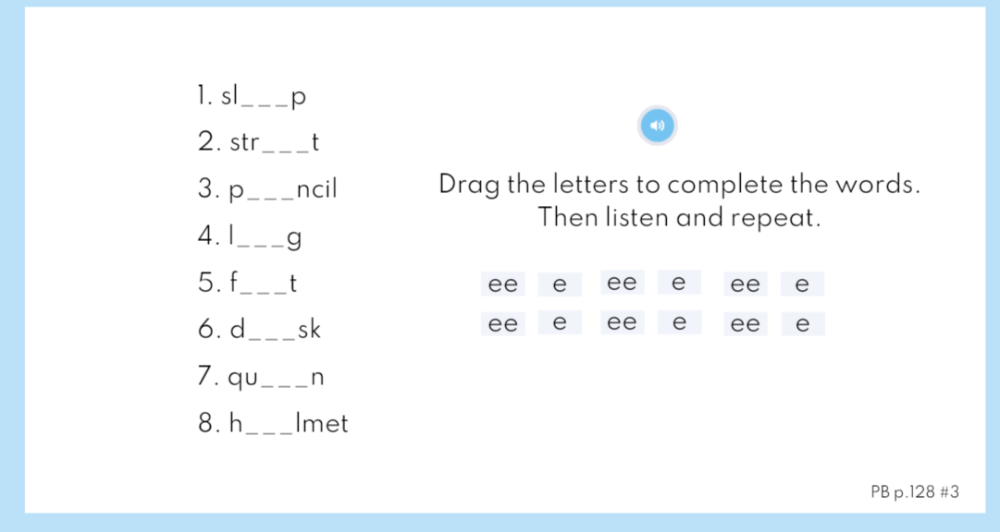 1. sl___p
2. str___t
3. p___ncil
4. l___g
5. f___t
6. d___sk
7. qu___n
8. h___lmet
Drag the letters to complete the words.
Then listen and repeat.
ee e ee e ee e
ee e ee e ee e
PB p.128 #3